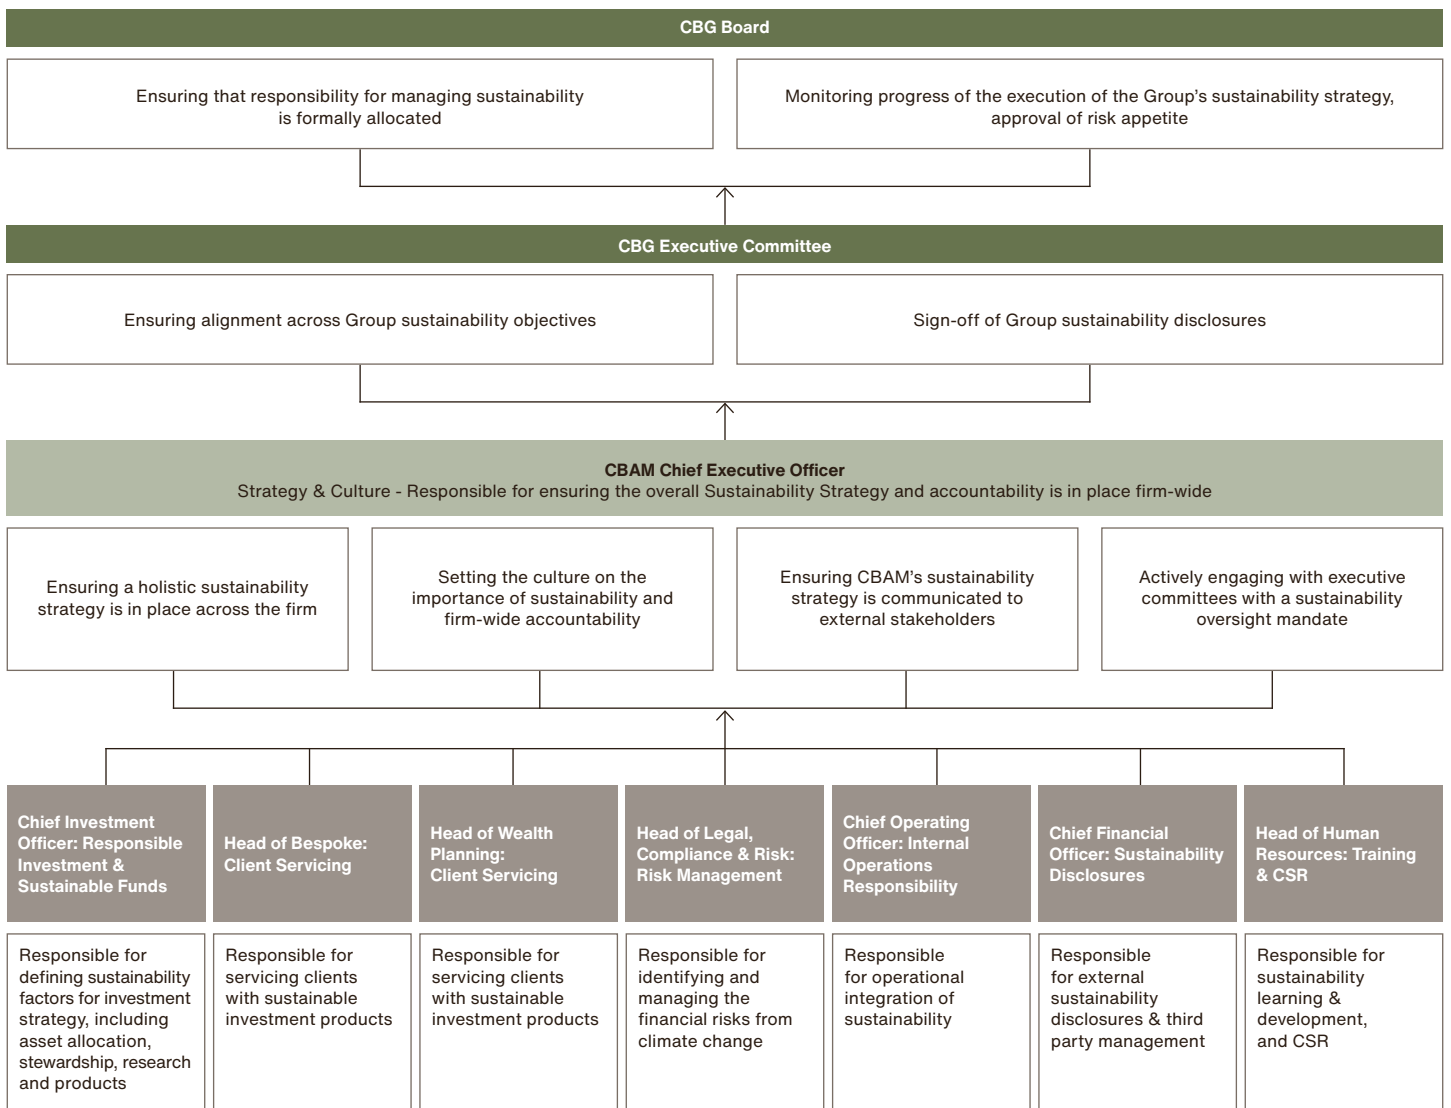 CBG Board
Ensuring that responsibility for managing sustainability
is formally allocated
Monitoring progress of the execution of the Group's sustainability strategy,
approval of risk appetite
CBG Executive Committee
Ensuring alignment across Group sustainability objectives
Sign-off of Group sustainability disclosures
CBAM Chief Executive Officer
Strategy & Culture - Responsible for ensuring the overall Sustainability Strategy and accountability is in place firm-wide
Ensuring a holistic sustainability
strategy is in place across the firm
Setting the culture on the
importance of sustainability and
firm-wide accountability
Ensuring CBAM's sustainability
strategy is communicated to
external stakeholders
Actively engaging with executive
committees with a sustainability
oversight mandate
Chief Investment
Officer: Responsible
Investment &
Sustainable Funds
Head of Bespoke:
Client Servicing
Head of Wealth
Planning:
Client Servicing
Head of Legal,
Compliance & Risk:
Risk Management
Chief Operating
Officer: Internal
Operations
Responsibility
Chief Financial
Officer: Sustainability
Disclosures
Head of Human
Resources: Training
& CSR
Responsible for
defining sustainability
factors for investment
strategy, including
asset allocation,
stewardship, research
and products
Responsible for
servicing clients
with sustainable
investment products
Responsible for
servicing clients
with sustainable
investment products
Responsible for
identifying and
managing the
financial risks from
climate change
Responsible
for operational
integration of
sustainability
Responsible
for external
sustainability
disclosures & third
party management
Responsible for
sustainability
learning &
development,
and CSR